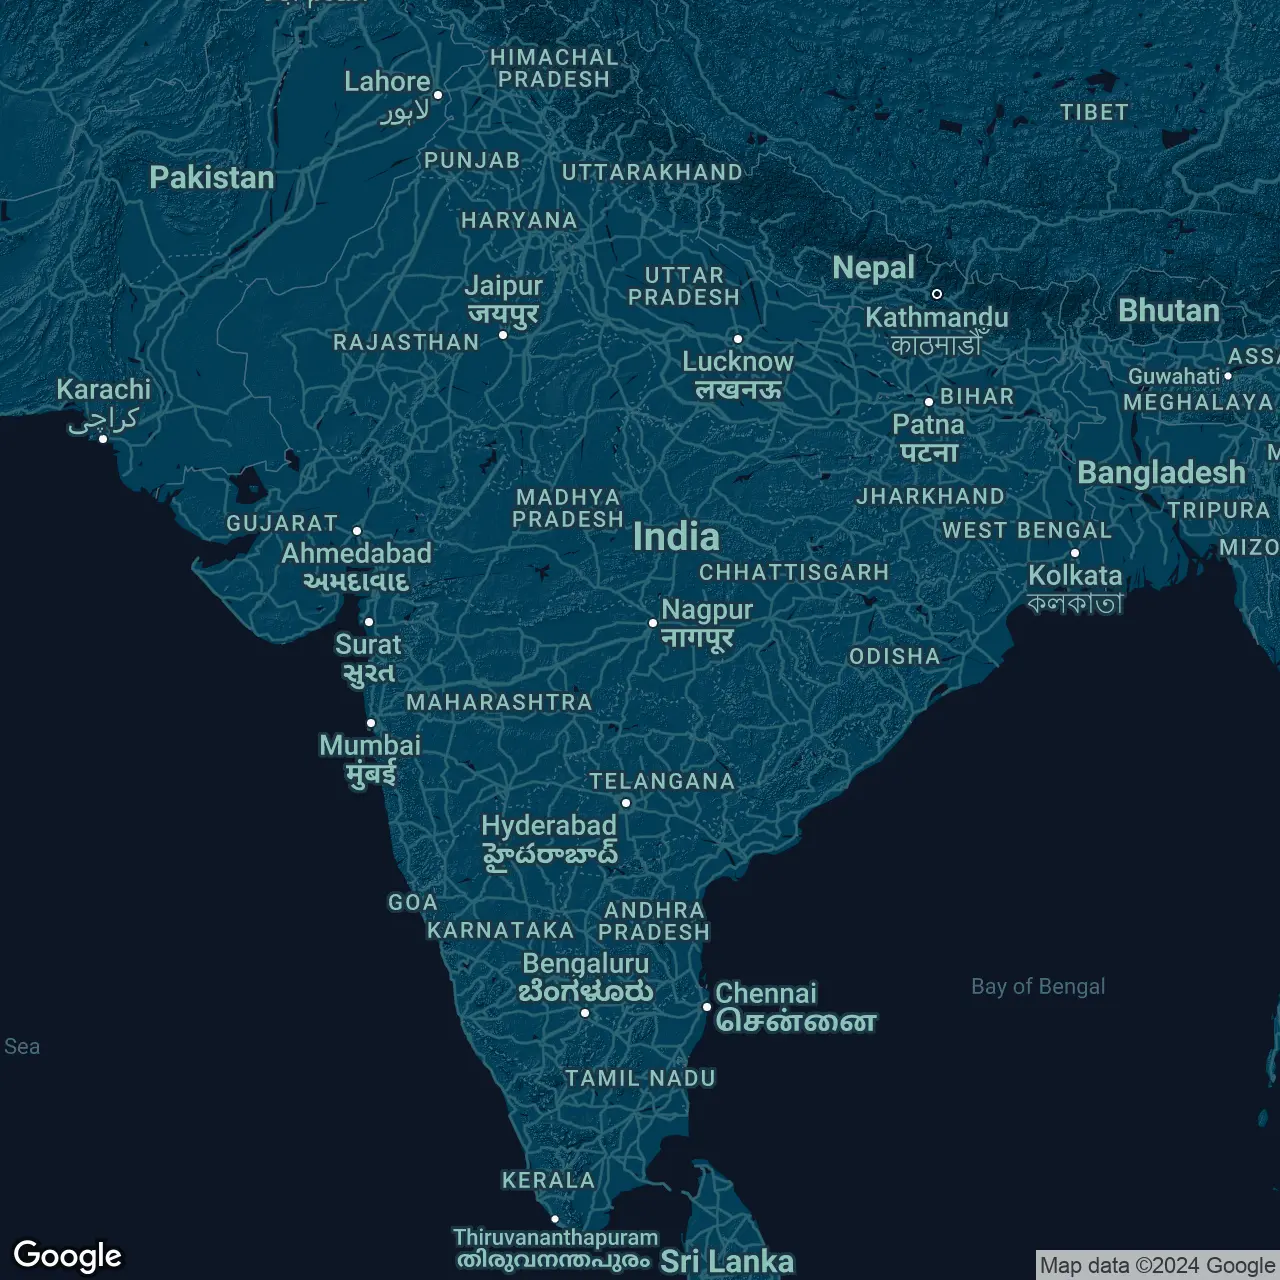 HIMACHAL
PRADESH
Lahore
لاہور
TIBET
PUNJAB
UTTARAKHAND
Pakistan
HARYANA
Nepal
UTTAR
PRADESH
Jaipur
जयपुर
Kathmandu
काठमाडौँ
Bhutan
RAJASTHAN
Lucknow
लखनऊ
Guwahati
MEGHALAYA
Karachi
کراچی
BIHAR
Patna
पटना
Bangladesh
MADHYA
PRADESH
JHARKHAND
TRIPURA
GUJARAT
India
WEST BENGAL
Ahmedabad
અમદાવાદ
CHHATTISGARH
Kolkata
কলকাতা
Nagpur
नागपूर
Surat
સુરત
ODISHA
MAHARASHTRA
Mumbai
मुंबई
TELANGANA
Hyderabad
హైదరాబాద్
GOA
ANDHRA
PRADESH
KARNATAKA
Bengaluru
ಬೆಂಗಳೂರು
Chennai
சென்னை
Bay of Bengal
Sea
TAMIL NADU
KERALA
Thiruvananthapuram
തിരുവനന്തപുരം
Sri Lanka
Google
Map data ©2024 Google